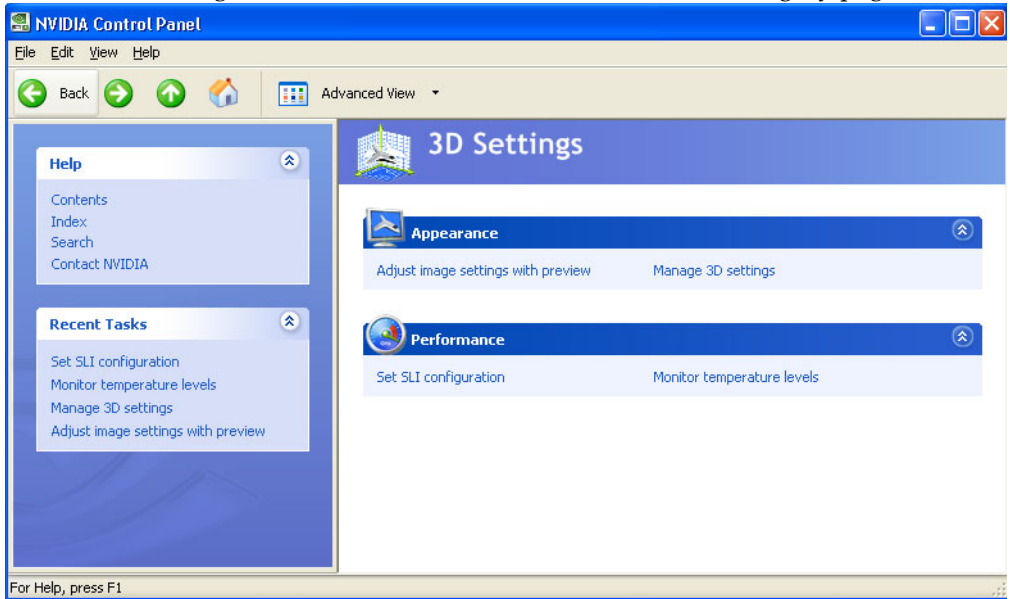 NVIDIA Control Panel
File Edit View Help
Back
Advanced View
Help
Contents
Index
Search
Contact NVIDIA
Recent Tasks
Set SLI configuration
Monitor temperature levels
Manage 3D settings
Adjust image settings with preview
3D Settings
Appearance
Adjust image settings with preview Manage 3D settings
Performance
Set SLI configuration Monitor temperature levels
For Help, press F1